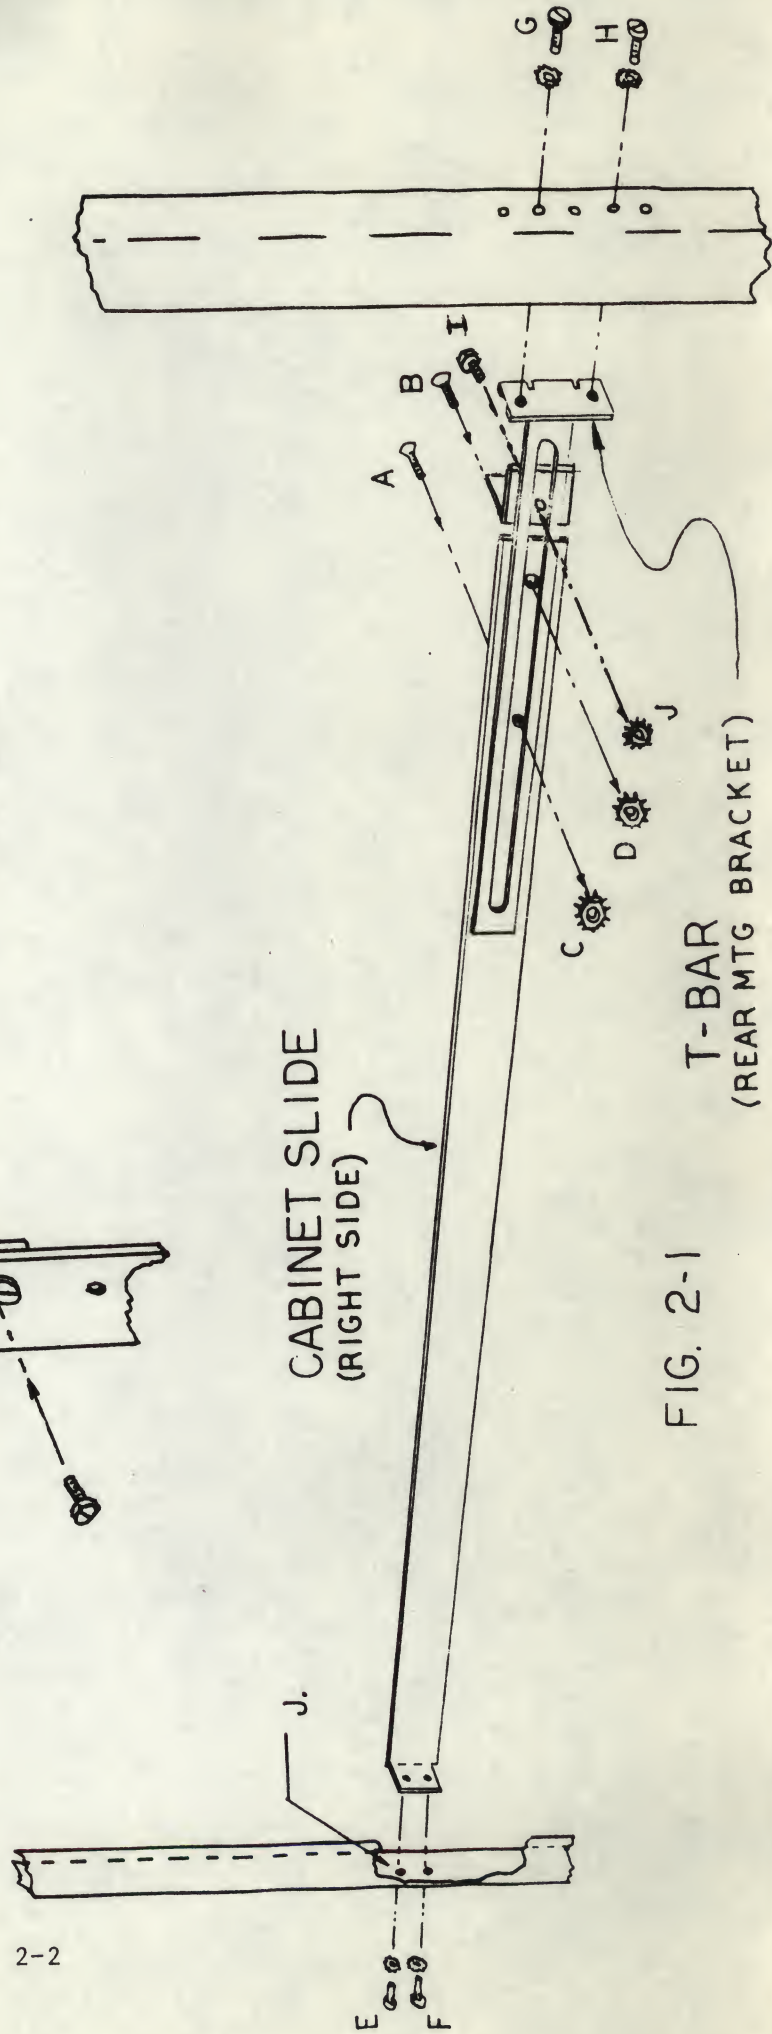 G
H
I
B
A
J
D
C
T-BAR
(REAR MTG BRACKET)
CABINET SLIDE
(RIGHT SIDE)
FIG. 2-1
J.
E
F
2-2